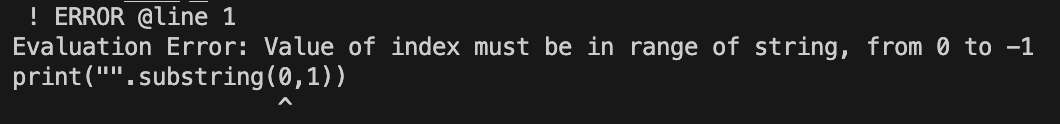 ! ERROR @line 1
Evaluation Error: Value of index must be in range of string, from 0 to -1
print("".substring(0,1))
^